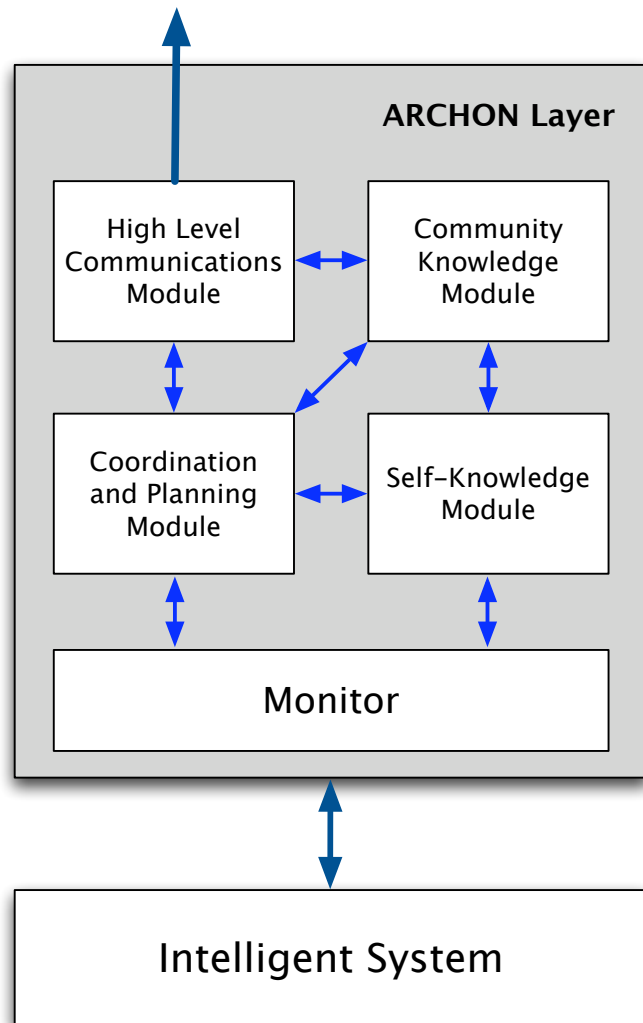 ARCHON Layer
High Level
Communications
Module
Community
Knowledge
Module
Coordination
and Planning
Module
Self-Knowledge
Module
Monitor
Intelligent System